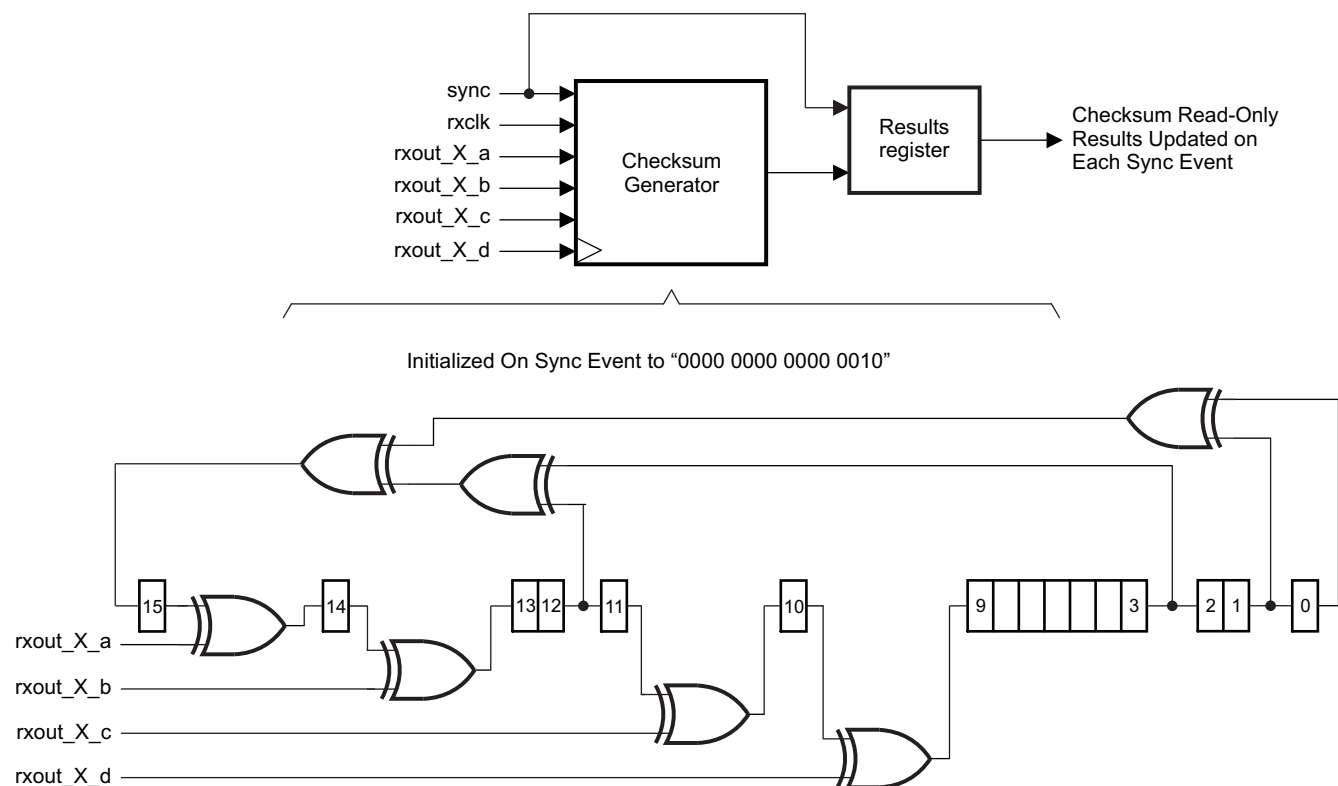 sync
rxclk
rxout_X_a
rxout_X_b
rxout_X_c
rxout_X_d
Checksum
Generator
Results
register
Checksum Read-Only
Results Updated on
Each Sync Event
Initialized On Sync Event to “0000 0000 0000 0010”
15
14
13 12
11
10
9
3
2 1
0
rxout_X_a
rxout_X_b
rxout_X_c
rxout_X_d